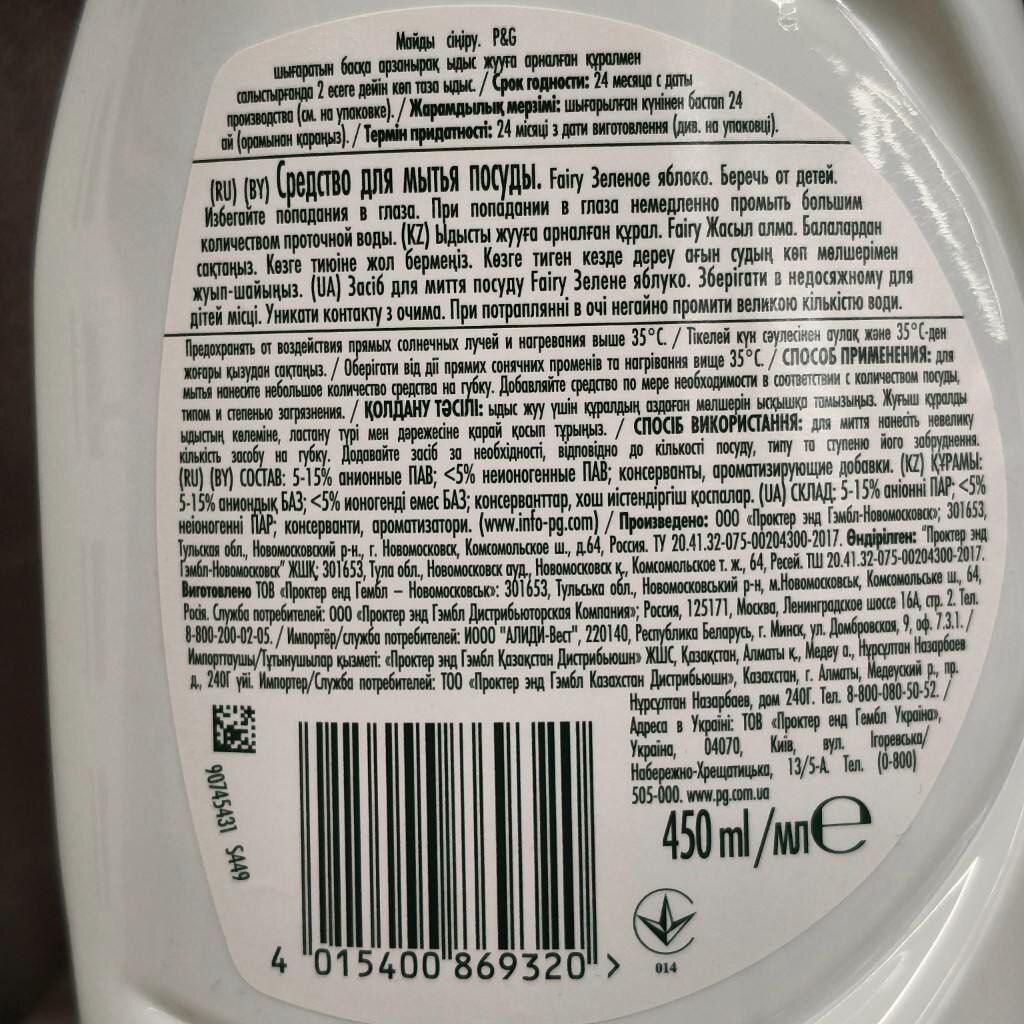 Майды сіңіру. P&G
шығаратын басқа арзанырақ ыдыс жууға арналған құралмен
салыстырғанда 2 есеге дейін көп таза ыдыс. / Срок годности: 24 месяца с даты
производства (см. на упаковке). / Жарамдылық мерзімі: шығарылған күнінен бастап 24
ай (орамынан қараңыз). / Термін придатності: 24 місяці з дати виготовлення (див. на упаковці).
(RU) (BY) Средство для мытья посуды. Fairy Зеленое яблоко. Беречь от детей.
Избегайте попадания в глаза. При попадании в глаза немедленно промыть большим
количеством проточной воды. (KZ) Ыдысты жууға арналған құрал. Fairy Жасыл алма. Балалардан
сақтаңыз. Көзге тиюіне жол бермеңіз. Көзге тиген кезде дереу ағын судың көп мөлшерімен
жуып-шайыңыз. (UA) Засіб для миття посуду Fairy Зелене яблуко. Зберігати в недосяжному для
дітей місці. Уникати контакту з очима. При потраплянні в очі негайно промити великою кількістю води.
Предохранять от воздействия прямых солнечных лучей и нагревания выше 35°С. / Тікелей күн сәулесінен аулақ және 35°С-ден
жоғары қызудан сақтаңыз. / Оберігати від дії прямих сонячних променів та нагрівання вище 35°С. / СПОСОБ ПРИМЕНЕНИЯ: для
мытья нанесите небольшое количество средства на губку. Добавляйте средство по мере необходимости в соответствии с количеством посуды,
типом и степенью загрязнения. / ҚОЛДАНУ ТӘСІЛІ: ыдыс жуу үшін құралдың аздаған мөлшерін ысқышқа тамызыңыз. Жуғыш құралды
ыдыстың көлеміне, ластану түрі мен дәрежесіне қарай қосып тұрыңыз. / СПОСІБ ВИКОРИСТАННЯ: для миття нанесіть невелику
кількість засобу на губку. Додавайте засіб за необхідності, відповідно до кількості посуду, типу та ступеню його забруднення.
(RU) (BY) СОСТАВ: 5-15% анионные ПАВ; <5% неионогенные ПАВ; консерванты, ароматизирующие добавки. (KZ) ҚҰРАМЫ:
5-15% аниондық БАЗ; <5% ионогенді емес БАЗ; консерванттар, хош иістендіргіш қоспалар. (UA) СКЛАД: 5-15% аніонні ПАР; <5%
неіоногенні ПАР; консерванти, ароматизатори. (www.info-pg.com) / Произведено: ООО «Проктер энд Гэмбл-Новомосковск»; 301653,
Тульская обл., Новомосковский р-н., г. Новомосковск, Комсомольское ш., д.64, Россия. ТУ 20.41.32-075-00204300-2017. Өндірілген: "Проктер энд
Гэмбл-Новомосковск" ЖШҚ; 301653, Тула обл., Новомосковск ауд., Новомосковск қ., Комсомольское т. ж., 64, Ресей. ТШ 20.41.32-075-00204300-2017.
Виготовлено ТОВ «Проктер енд Гембл – Новомосковськ»: 301653, Тульська обл., Новомосковський р-н, м.Новомосковськ, Комсомольське ш., 64,
Росія. Служба потребителей: ООО «Проктер энд Гэмбл Дистрибьюторская Компания»; Россия, 125171, Москва, Ленинградское шоссе 16А, стр. 2. Тел.
8-800-200-02-05. / Импортёр/служба потребителей: ИООО "АЛИДИ-Вест", 220140, Республика Беларусь, г. Минск, ул. Домбровская, 9, оф. 7.3.1. /
Импорттаушы/Тұтынушылар қызметі: «Проктер энд Гэмбл Қазақстан Дистрибьюшн» ЖШС, Қазақстан, Алматы қ., Медеу а., Нұрсұлтан Назарбаев
д., 240Г үйі. Импортер/Служба потребителей: ТОО «Проктер энд Гэмбл Казахстан Дистрибьюшн», Казахстан, г. Алматы, Медеуский р., пр.
Нұрсұлтан Назарбаев, дом 240Г. Тел. 8-800-080-50-52. /
Адреса в Україні: ТОВ «Проктер енд Гембл Україна»,
Україна, 04070, Київ, вул. Ігоревська/
Набережно-Хрещатицька, 13/5-А. Тел. (0-800)
505-000. www.pg.com.ua
90745431 S449
450 ml / мл e
4 015400 869320 >
014